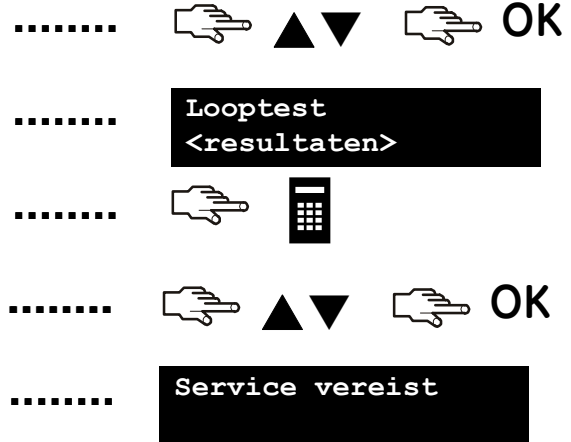 ........ ▲▼ OK
........ Looptest
<resultaten>
........
........ ▲▼ OK
........ Service vereist